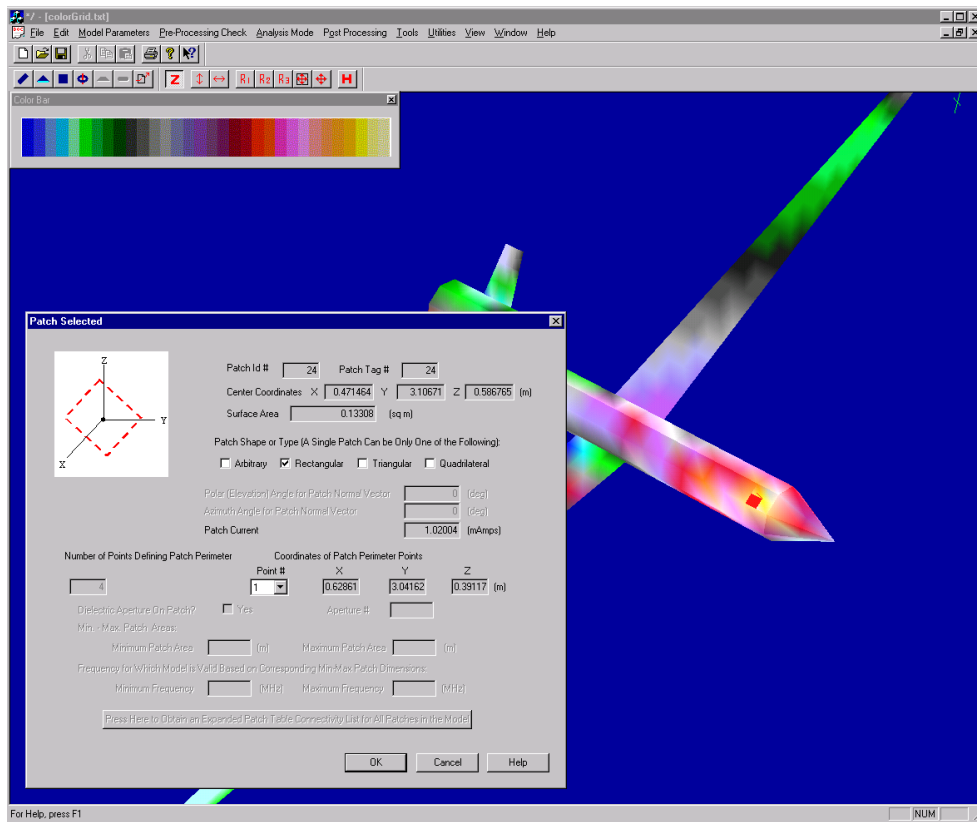 */ - [colorGrid.txt]
File Edit Model Parameters Pre-Processing Check Analysis Mode Post Processing Tools Utilities View Window Help
Z R1 R2 R3 H
Color Bar
Patch Selected
Z
Y
X
Patch Id # 24 Patch Tag # 24
Center Coordinates X 0.471464 Y 3.10671 Z 0.586765 (m)
Surface Area 0.13308 (sq m)
Patch Shape or Type (A Single Patch Can be Only One of the Following):
Arbitrary Rectangular Triangular Quadrilateral
Polar (Elevation) Angle for Patch Normal Vector 0 (deg)
Azimuth Angle for Patch Normal Vector 0 (deg)
Patch Current 1.02004 (mAmps)
Number of Points Defining Patch Perimeter Coordinates of Patch Perimeter Points
Point # X Y Z
4 1 0.62861 3.04162 0.39117 (m)
Dielectric Aperture On Patch? Yes Aperture #
Min. - Max. Patch Areas:
Minimum Patch Area (m) Maximum Patch Area (m)
Frequency for Which Model is Valid Based on Corresponding Min-Max Patch Dimensions:
Minimum Frequency (MHz) Maximum Frequency (MHz)
Press Here to Obtain an Expanded Patch Table Connectivity List for All Patches in the Model
OK Cancel Help
For Help, press F1 NUM